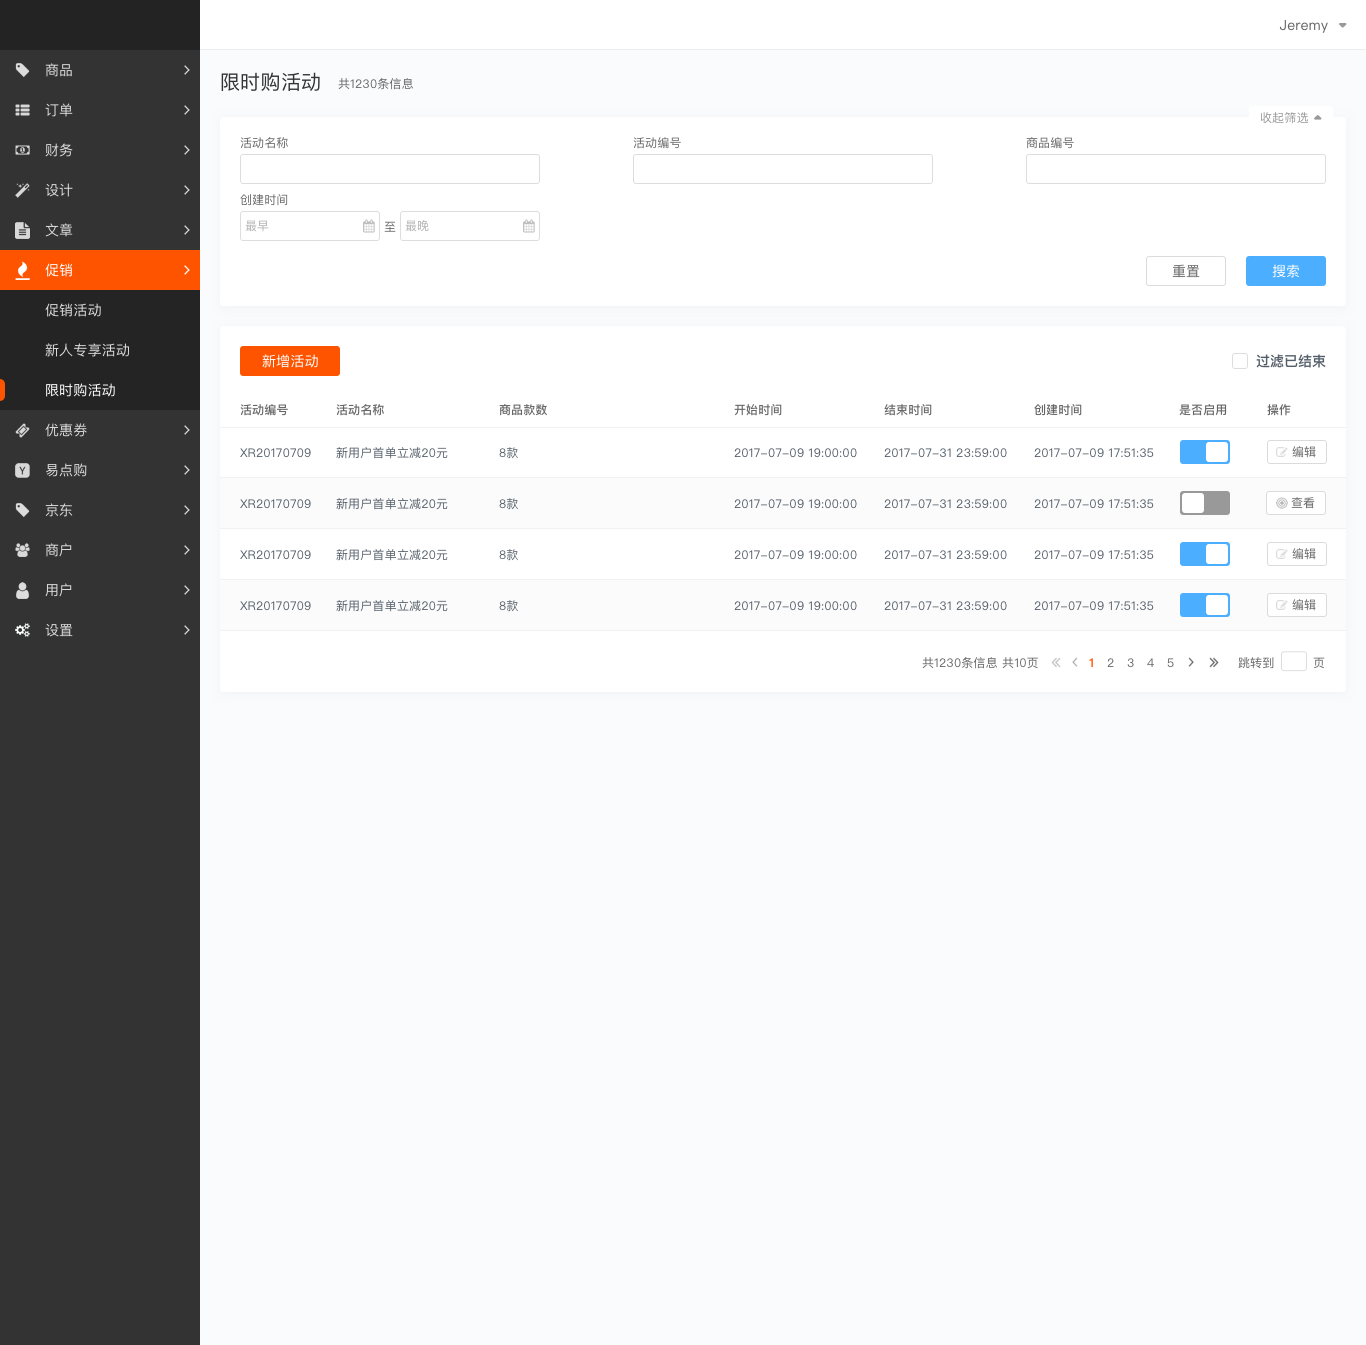 Jeremy
商品
订单
财务
设计
文章
促销
促销活动
新人专享活动
限时购活动
优惠券
易点购
京东
商户
用户
设置
限时购活动 共1230条信息
收起筛选
活动名称 活动编号 商品编号
创建时间
最早 至 最晚
重置 搜索
新增活动 过滤已结束
活动编号 活动名称 商品款数 开始时间 结束时间 创建时间 是否启用 操作
XR20170709 新用户首单立减20元 8款 2017-07-09 19:00:00 2017-07-31 23:59:00 2017-07-09 17:51:35 编辑
XR20170709 新用户首单立减20元 8款 2017-07-09 19:00:00 2017-07-31 23:59:00 2017-07-09 17:51:35 查看
XR20170709 新用户首单立减20元 8款 2017-07-09 19:00:00 2017-07-31 23:59:00 2017-07-09 17:51:35 编辑
XR20170709 新用户首单立减20元 8款 2017-07-09 19:00:00 2017-07-31 23:59:00 2017-07-09 17:51:35 编辑
共1230条信息 共10页 1 2 3 4 5 跳转到 页